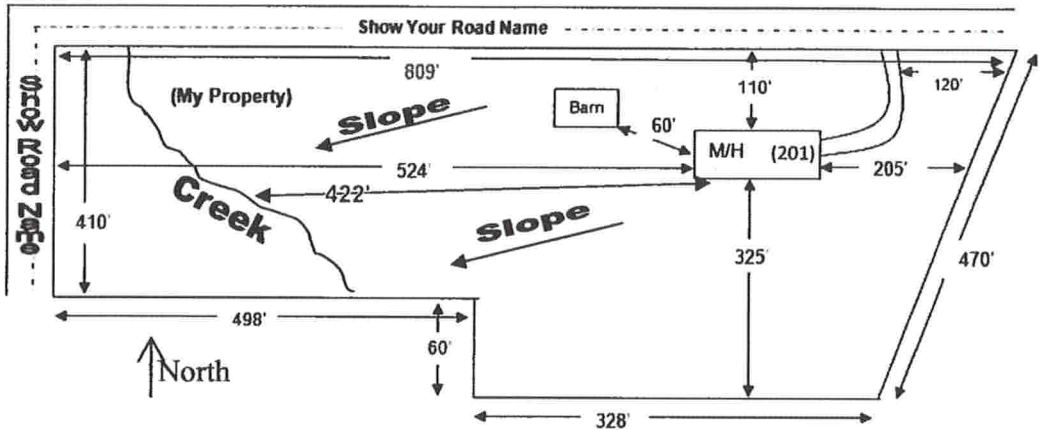 Show Your Road Name
Show Road Name
809'
(My Property)
Slope
Barn
110'
120'
60'
M/H (201)
524'
422'
205'
Creek
410'
Slope
325'
470'
498'
60'
North
328'